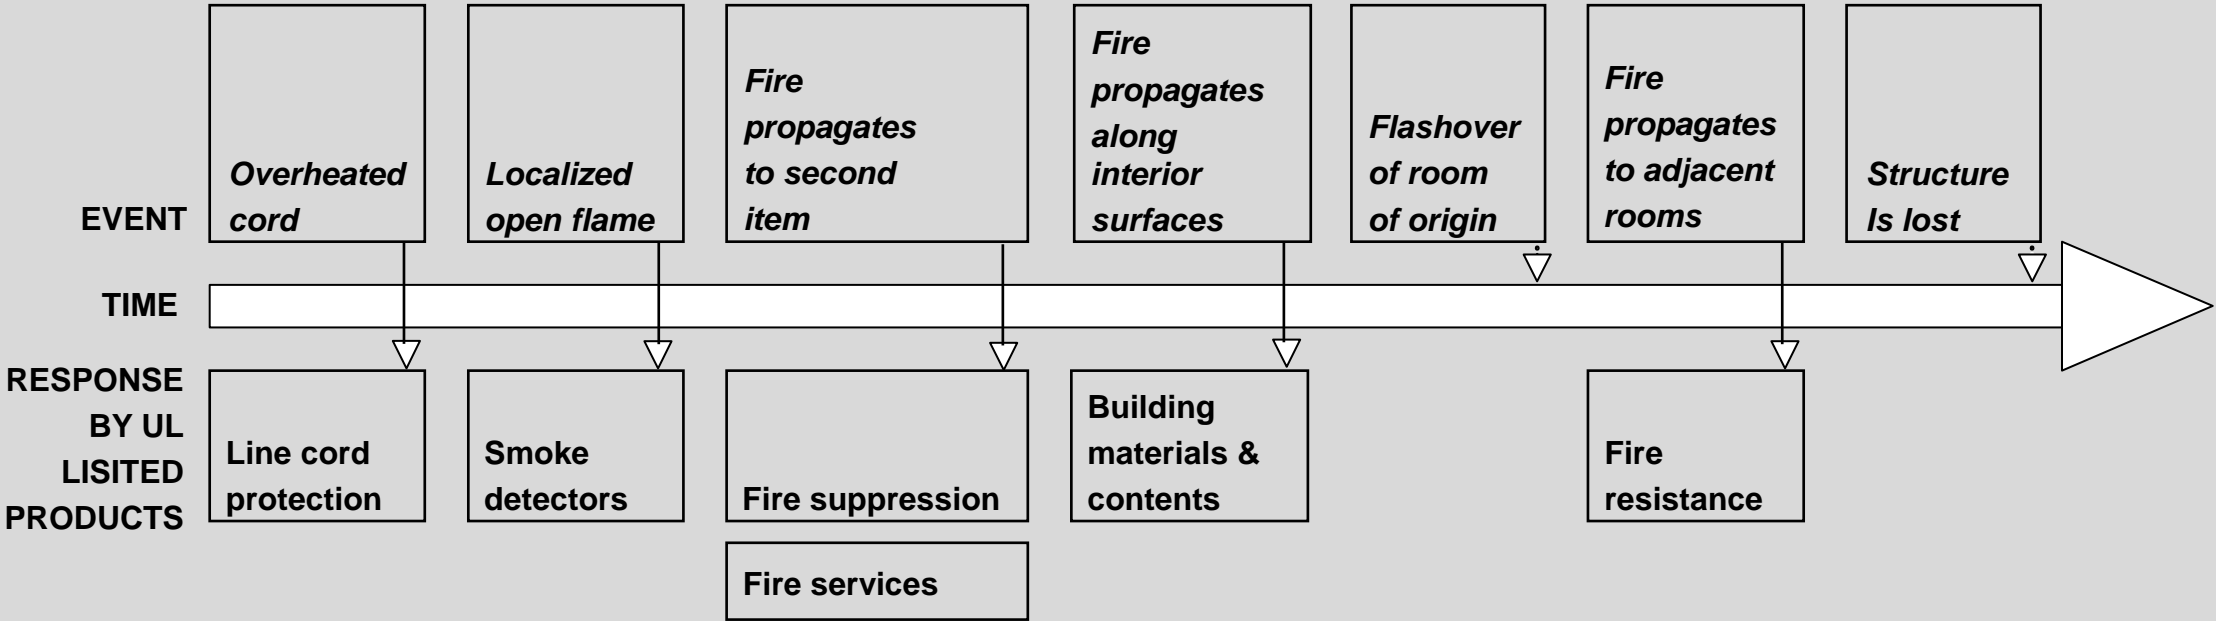 EVENT
Overheated
cord
Localized
open flame
Fire
propagates
to second
item
Fire
propagates
along
interior
surfaces
Flashover
of room
of origin
Fire
propagates
to adjacent
rooms
Structure
Is lost
TIME
RESPONSE
BY UL
LISITED
PRODUCTS
Line cord
protection
Smoke
detectors
Fire suppression
Building
materials &
contents
Fire
resistance
Fire services